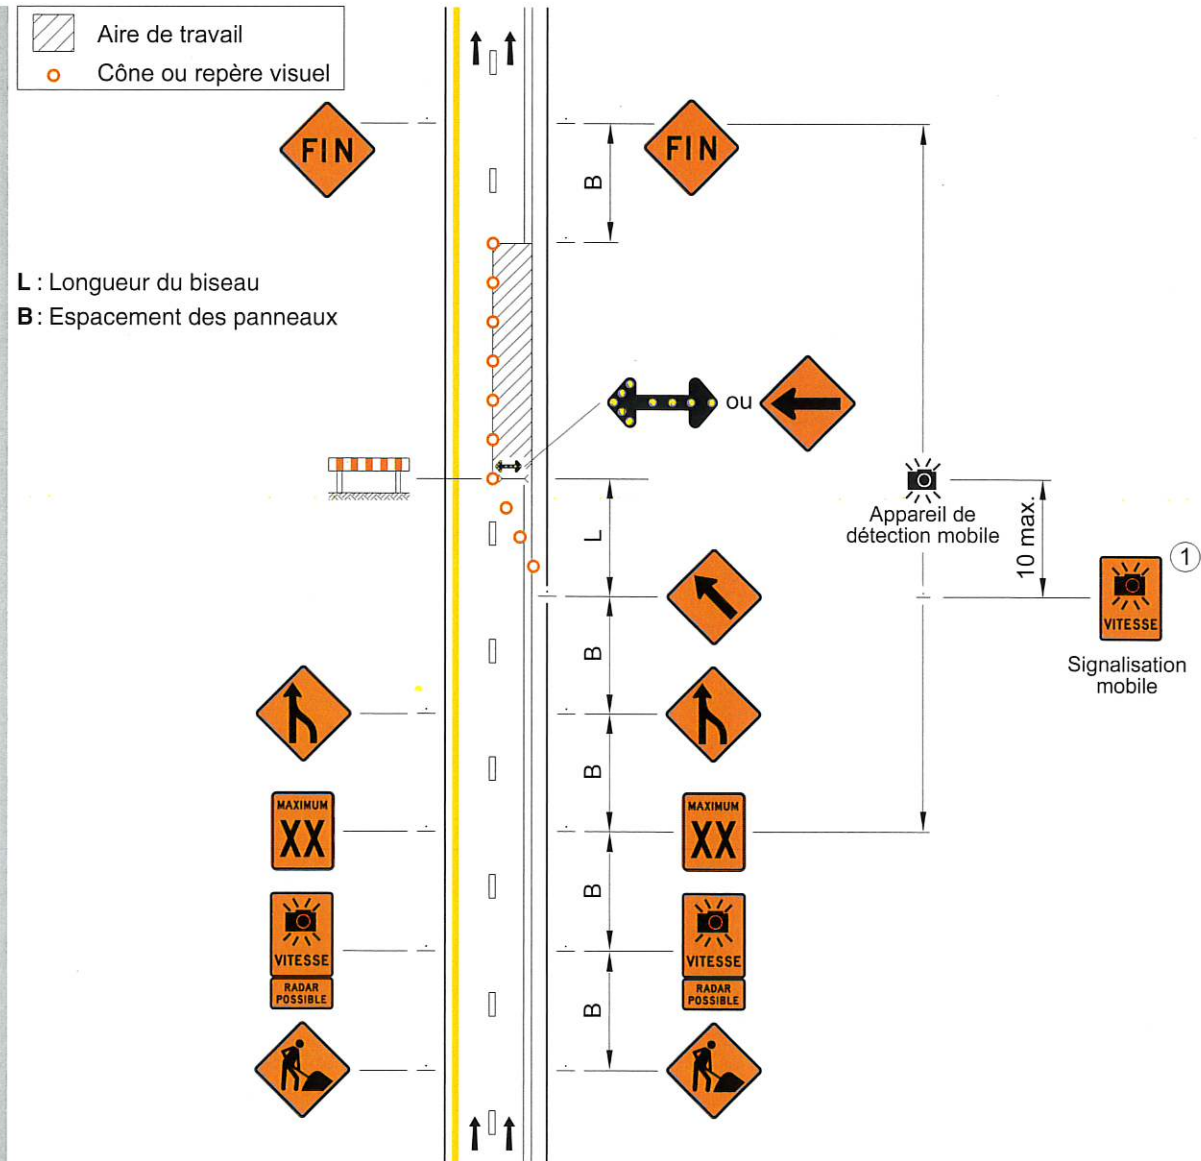 Aire de travail
Cône ou repère visuel
FIN
FIN
B
L : Longueur du biseau
B : Espacement des panneaux
ou
Appareil de
détection mobile
L
10 max.
1
VITESSE
Signalisation
mobile
B
B
MAXIMUM
XX
MAXIMUM
XX
B
VITESSE
RADAR
POSSIBLE
VITESSE
RADAR
POSSIBLE
B